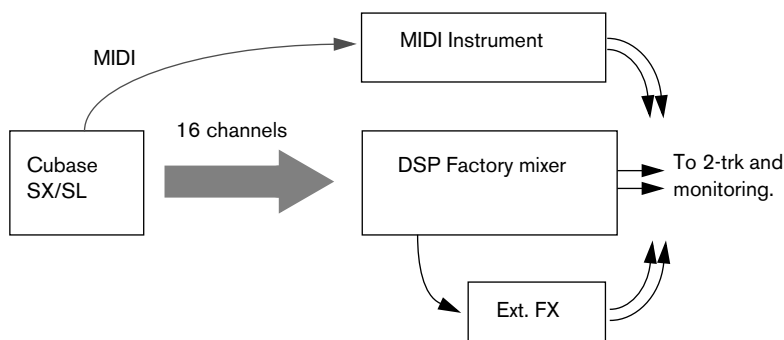 MIDI Instrument
MIDI
16 channels
Cubase
SX/SL
DSP Factory mixer
To 2-trk and
monitoring.
Ext. FX